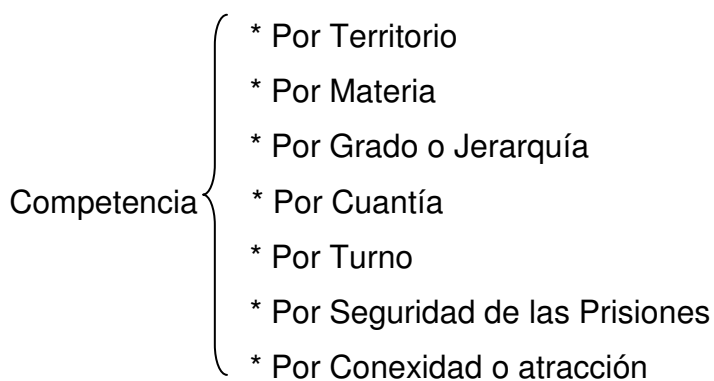 * Por Territorio
* Por Materia
* Por Grado o Jerarquía
Competencia
* Por Cuantía
* Por Turno
* Por Seguridad de las Prisiones
* Por Conexidad o atracción